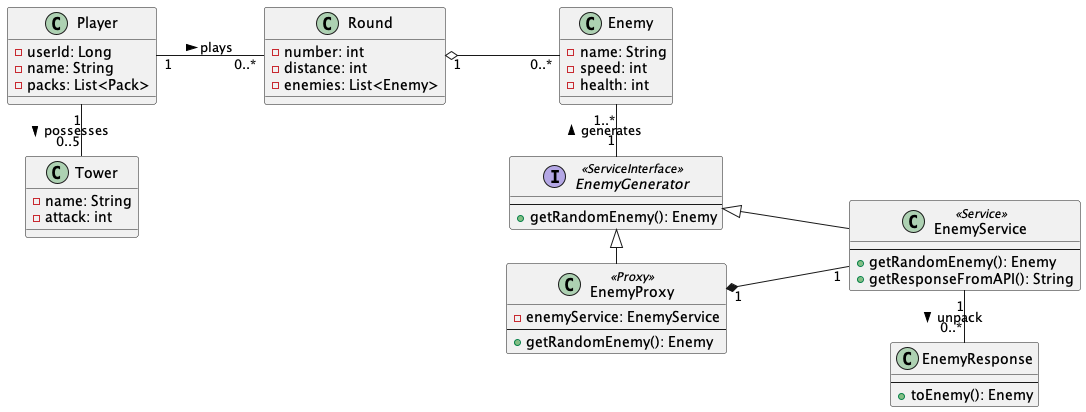 C Player
userId: Long
name: String
packs: List<Pack>
plays
1
0..*
C Round
number: int
distance: int
enemies: List<Enemy>
1
0..*
C Enemy
name: String
speed: int
health: int
1
possesses
0..5
1..*
generates
1
C Tower
name: String
attack: int
I «ServiceInterface»
EnemyGenerator
getRandomEnemy(): Enemy
C «Service»
EnemyService
getRandomEnemy(): Enemy
getResponseFromAPI(): String
C «Proxy»
EnemyProxy
enemyService: EnemyService
getRandomEnemy(): Enemy
1
1
1
unpack
0..*
C EnemyResponse
toEnemy(): Enemy